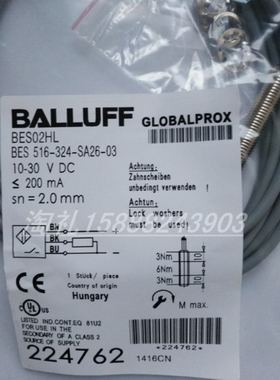 BALLUFF
GLOBALPROX
BES02HL
BES 516-324-SA26-03
10-30 V DC
≤ 200 mA
sn = 2.0 mm
Achtung:
Zahnscheiben
unbedingt verwenden !
Achtung:
Lock washers
must be used!
BN
BK
BU
3Nm
6Nm
3Nm
M max.
1 Stück/ piece
Country of origin
Hungary
C UL US
LISTED IND.CONT.EQ 81U2
FOR USE IN THE
SECONDARY OF A CLASS 2
SOURCE OF SUPPLY
224762
*224762*
1416CN